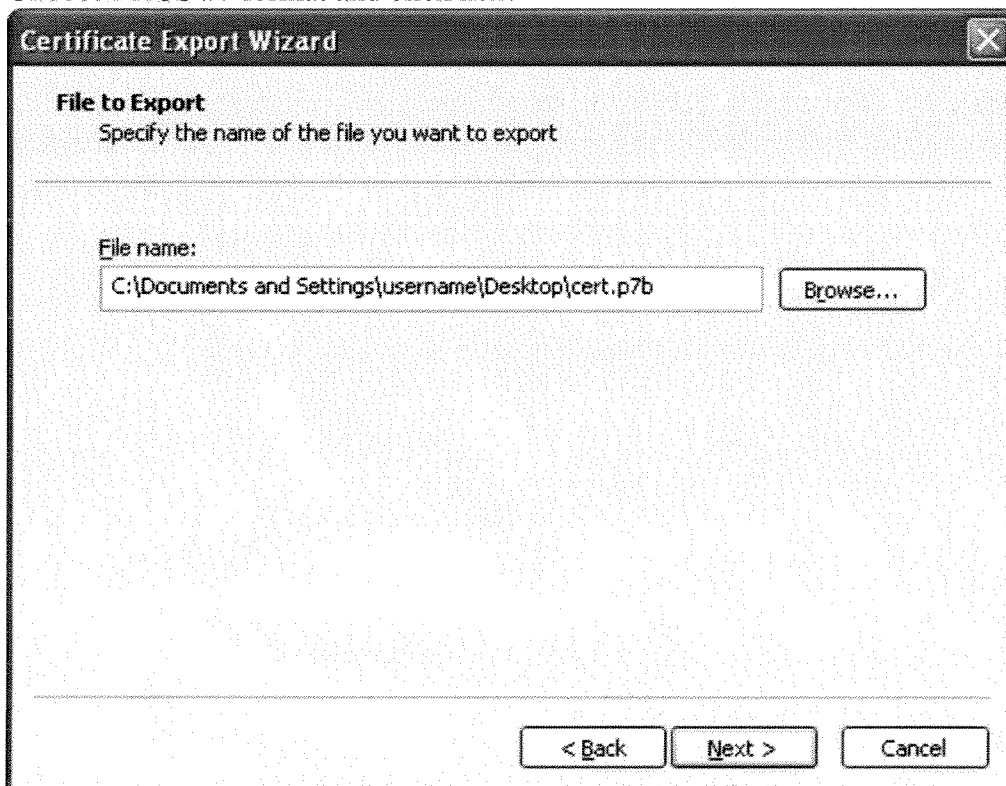 Certificate Export Wizard
File to Export
Specify the name of the file you want to export
File name:
C:\Documents and Settings\username\Desktop\cert.p7b
Browse...
< Back
Next >
Cancel